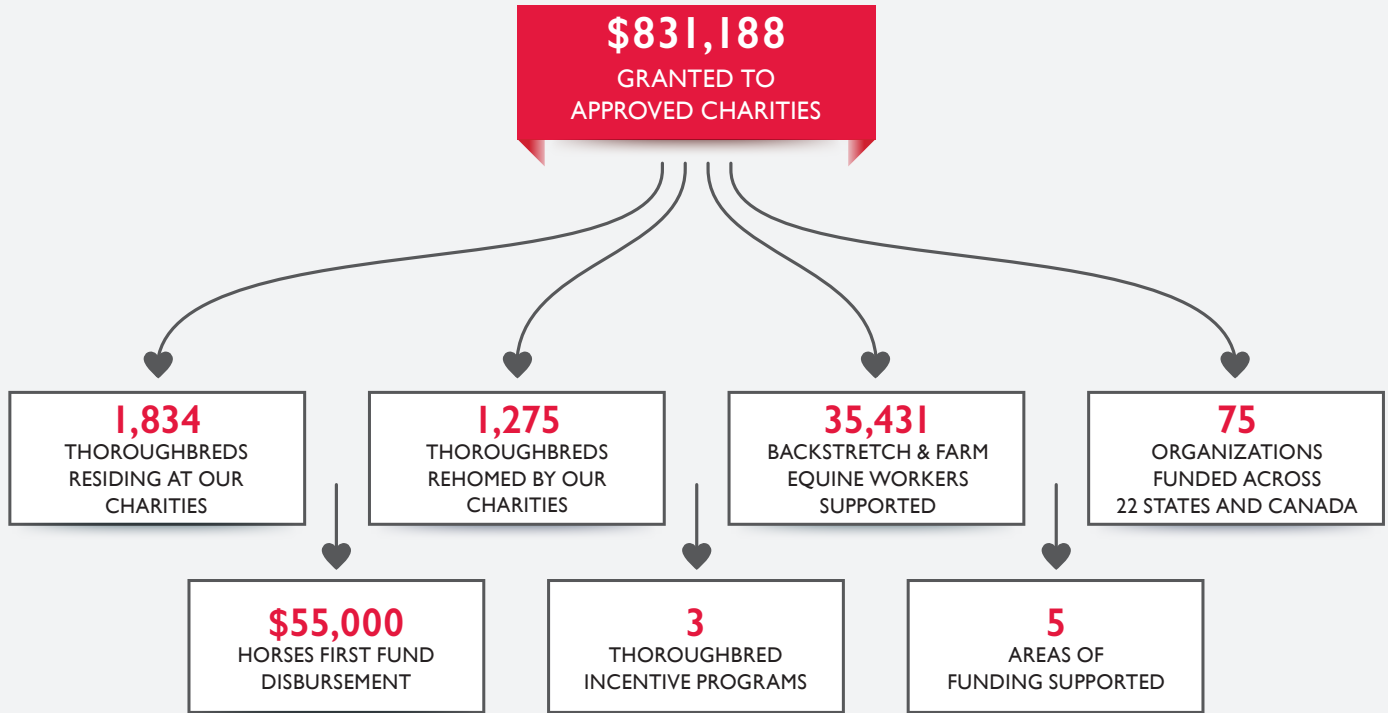 $831,188
GRANTED TO
APPROVED CHARITIES
1,834
THOROUGHBREDS
RESIDING AT OUR
CHARITIES
1,275
THOROUGHBREDS
REHOMED BY OUR
CHARITIES
35,431
BACKSTRETCH & FARM
EQUINE WORKERS
SUPPORTED
75
ORGANIZATIONS
FUNDED ACROSS
22 STATES AND CANADA
$55,000
HORSES FIRST FUND
DISBURSEMENT
3
THOROUGHBRED
INCENTIVE PROGRAMS
5
AREAS OF
FUNDING SUPPORTED